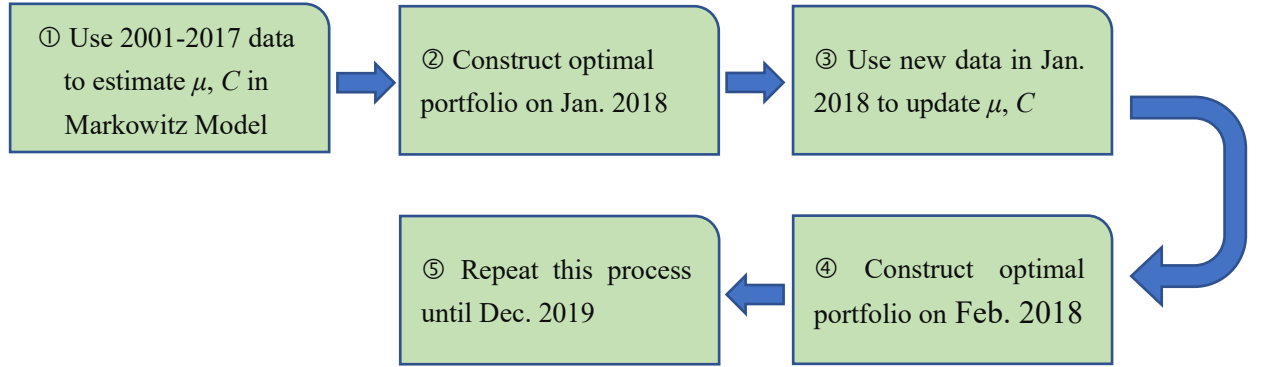 ① Use 2001-2017 data
to estimate μ, C in
Markowitz Model
② Construct optimal
portfolio on Jan. 2018
③ Use new data in Jan.
2018 to update μ, C
④ Construct optimal
portfolio on Feb. 2018
⑤ Repeat this process
until Dec. 2019